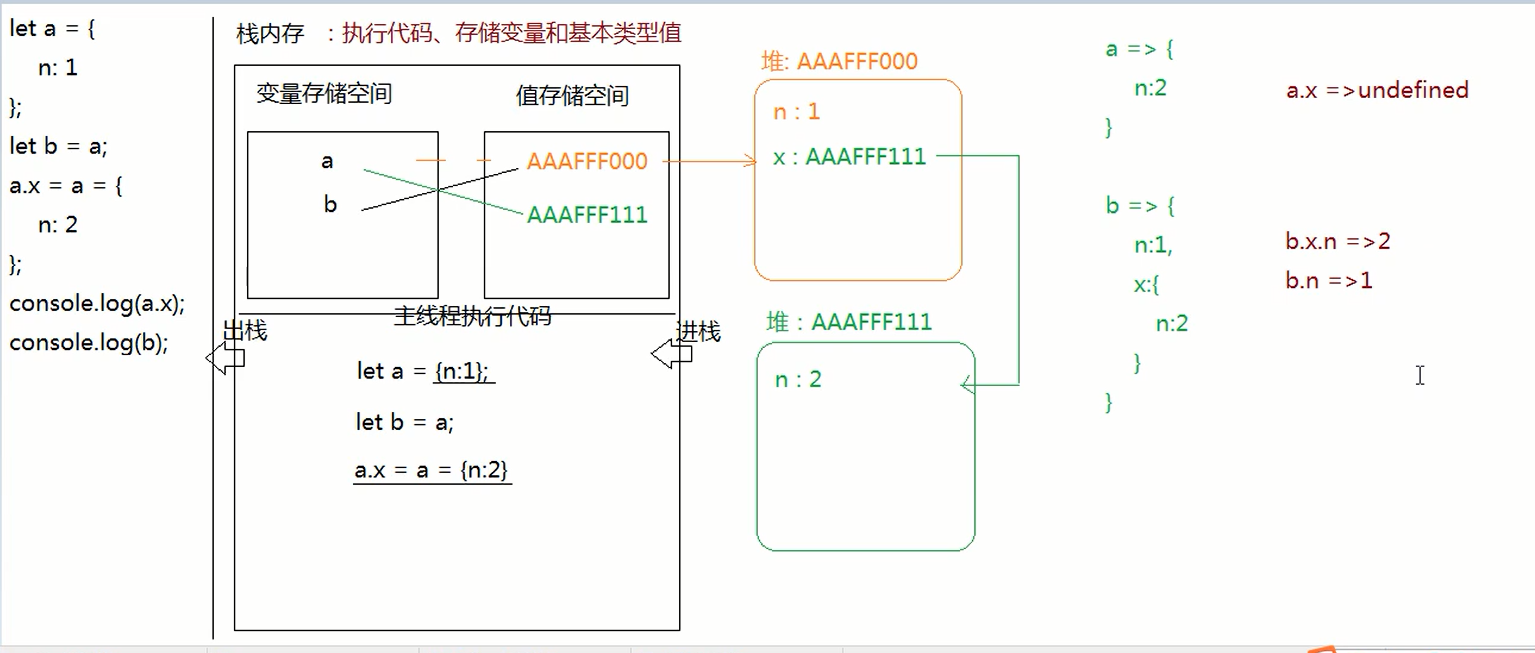 let a = {
n: 1
};
let b = a;
a.x = a = {
n: 2
};
console.log(a.x);
console.log(b);
栈内存 ：执行代码、存储变量和基本类型值
变量存储空间
值存储空间
a
b
AAAFFF000
AAAFFF111
主线程执行代码
出栈
进栈
let a = {n:1};
let b = a;
a.x = a = {n:2}
堆: AAAFFF000
n : 1
x : AAAFFF111
堆 : AAAFFF111
n : 2
a => {
n:2
}
a.x =>undefined
b => {
n:1,
x:{
n:2
}
}
b.x.n =>2
b.n =>1